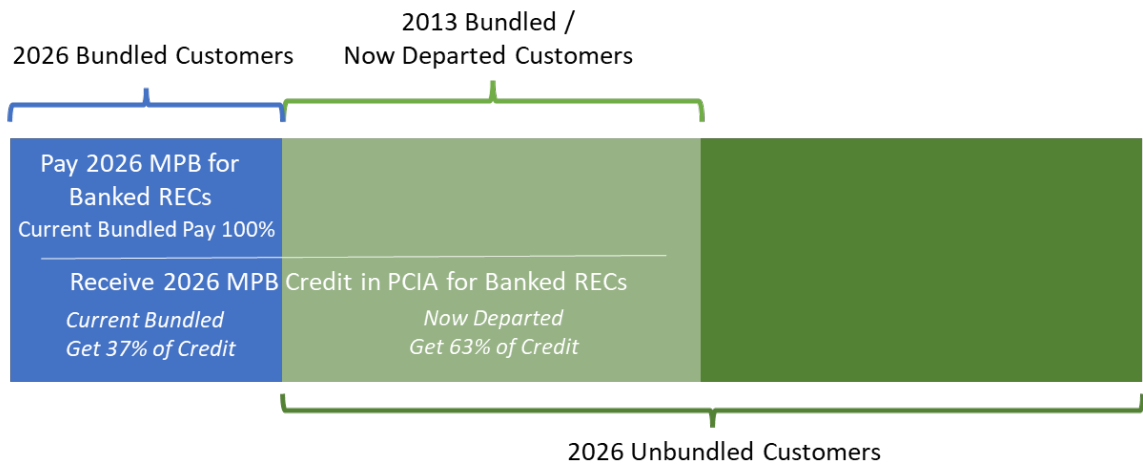 2013 Bundled /
2026 Bundled Customers
Now Departed Customers
Pay 2026 MPB for
Banked RECs
Current Bundled Pay 100%
Receive 2026 MPB Credit in PCIA for Banked RECs
Current Bundled
Get 37% of Credit
Now Departed
Get 63% of Credit
2026 Unbundled Customers